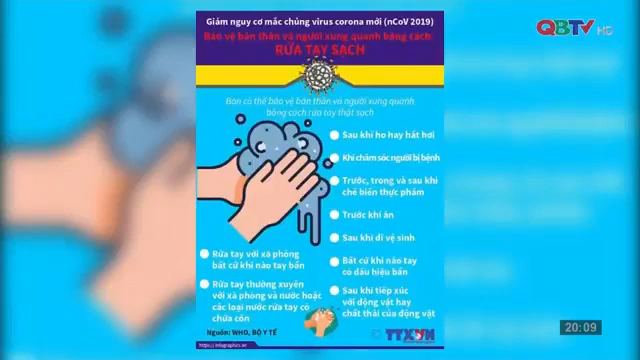 QBTV HD
Giảm nguy cơ mắc chủng virus corona mới (nCoV 2019)
Bảo vệ bản thân và người xung quanh bằng cách
RỬA TAY SẠCH
Bạn có thể bảo vệ bản thân và người xung quanh
bằng cách rửa tay thật sạch
Sau khi ho hay hắt hơi
Khi chăm sóc người bị bệnh
Trước, trong và sau khi
chế biến thực phẩm
Trước khi ăn
Sau khi đi vệ sinh
Bất cứ khi nào tay
có dấu hiệu bẩn
Sau khi tiếp xúc
với động vật hay
chất thải của động vật
Rửa tay với xà phòng
bất cứ khi nào tay bẩn
Rửa tay thường xuyên
với xà phòng và nước hoặc
các loại nước rửa tay có
chứa cồn
Nguồn: WHO, BỘ Y TẾ
© TTXVN
https://infographics.vn
20:09